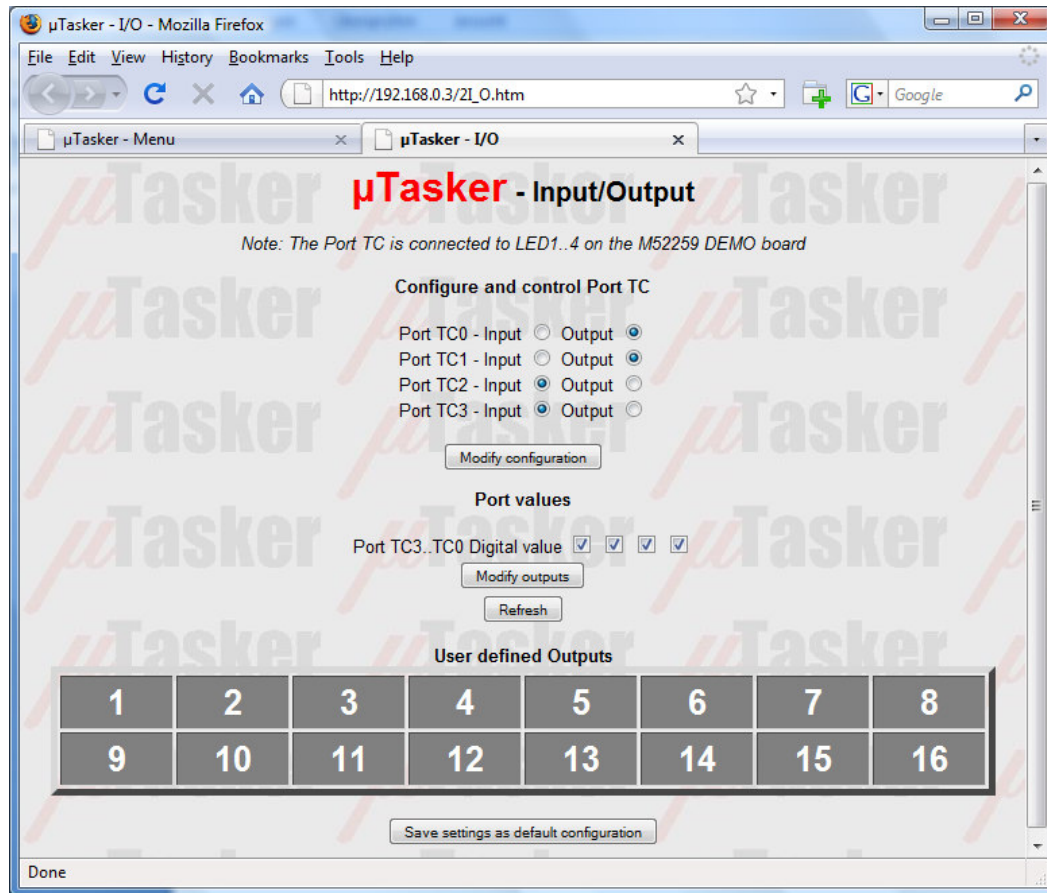 µTasker - I/O - Mozilla Firefox
File Edit View History Bookmarks Tools Help
http://192.168.0.3/2I_O.htm
G Google
µTasker - Menu
µTasker - I/O
µTasker - Input/Output
Note: The Port TC is connected to LED1..4 on the M52259 DEMO board
Configure and control Port TC
Port TC0 - Input Output
Port TC1 - Input Output
Port TC2 - Input Output
Port TC3 - Input Output
Modify configuration
Port values
Port TC3..TC0 Digital value
Modify outputs
Refresh
User defined Outputs
1 2 3 4 5 6 7 8
9 10 11 12 13 14 15 16
Save settings as default configuration
Done